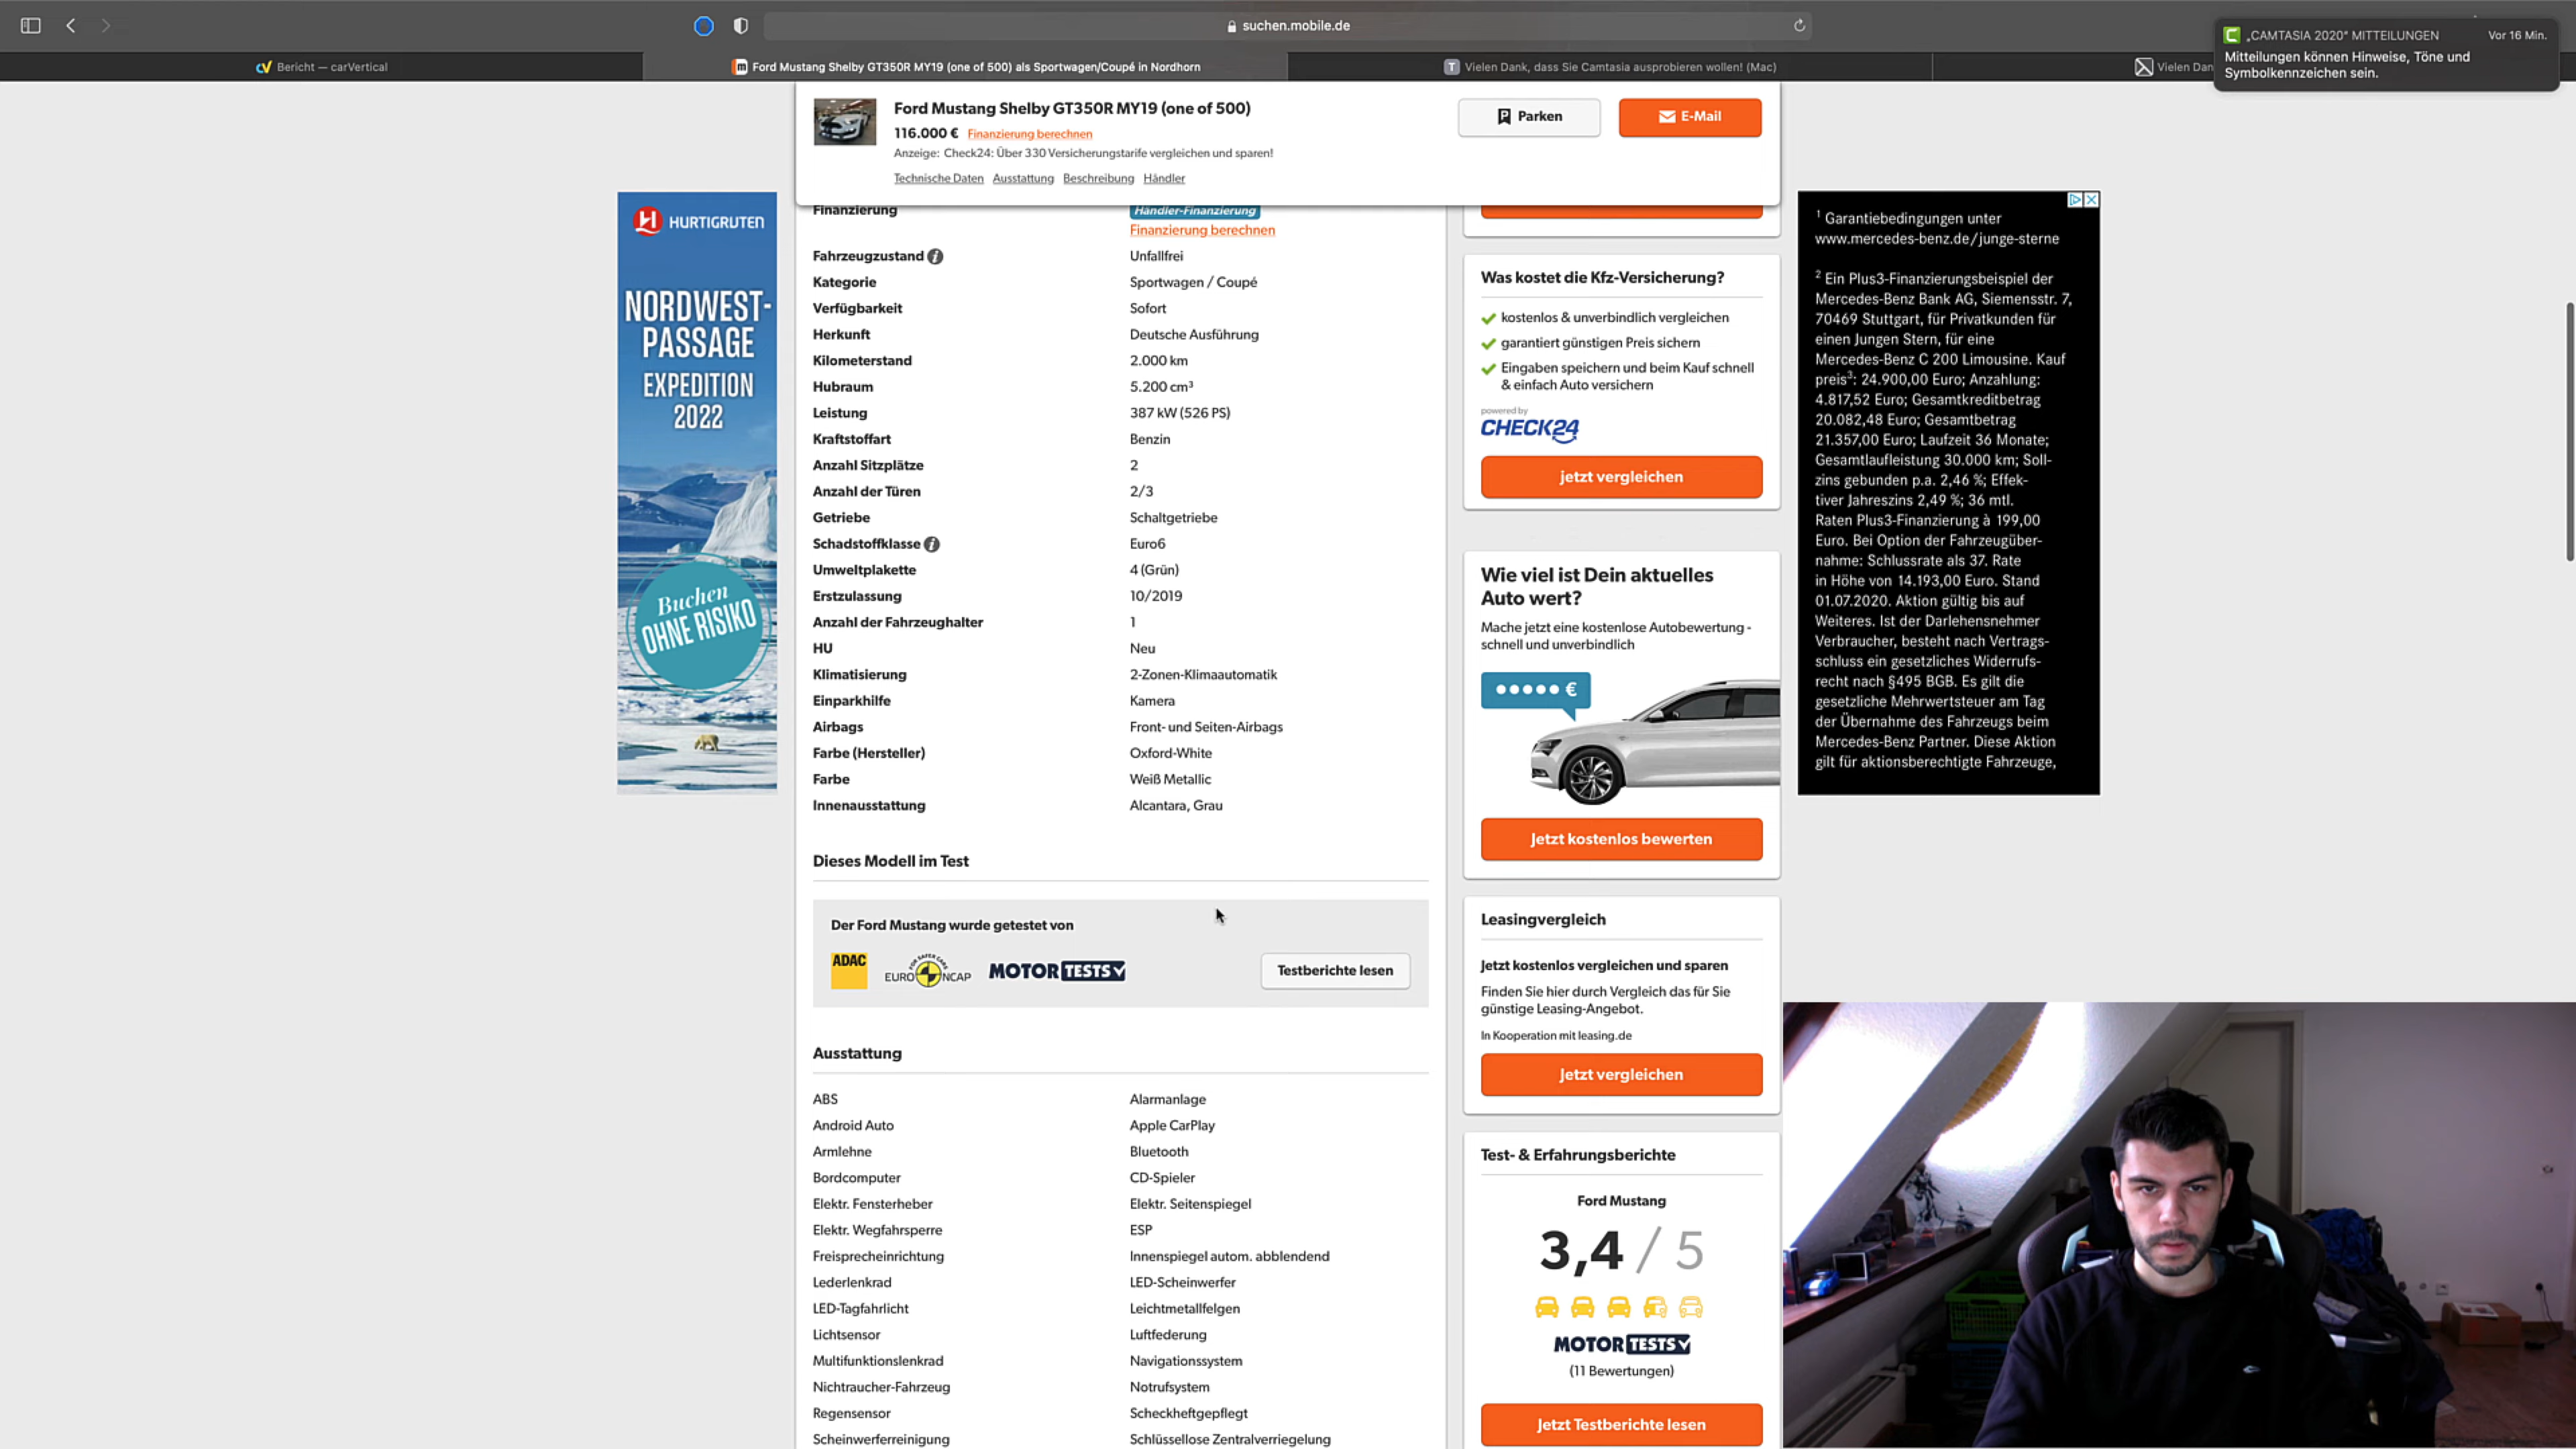 suchen.mobile.de
„CAMTASIA 2020" MITTEILUNGEN
Vor 16 Min.
Mitteilungen können Hinweise, Töne und
Symbolkennzeichen sein.
Bericht — carVertical
Ford Mustang Shelby GT350R MY19 (one of 500) als Sportwagen/Coupé in Nordhorn
Vielen Dank, dass Sie Camtasia ausprobieren wollen! (Mac)
Vielen Dan
Ford Mustang Shelby GT350R MY19 (one of 500)
116.000 € Finanzierung berechnen
Anzeige: Check24: Über 330 Versicherungstarife vergleichen und sparen!
Technische Daten Ausstattung Beschreibung Händler
Parken
E-Mail
HURTIGRUTEN
NORDWEST-
PASSAGE
EXPEDITION
2022
Buchen
OHNE RISIKO
Finanzierung Händler-Finanzierung
Finanzierung berechnen
Fahrzeugzustand Unfallfrei
Kategorie Sportwagen / Coupé
Verfügbarkeit Sofort
Herkunft Deutsche Ausführung
Kilometerstand 2.000 km
Hubraum 5.200 cm³
Leistung 387 kW (526 PS)
Kraftstoffart Benzin
Anzahl Sitzplätze 2
Anzahl der Türen 2/3
Getriebe Schaltgetriebe
Schadstoffklasse Euro6
Umweltplakette 4 (Grün)
Erstzulassung 10/2019
Anzahl der Fahrzeughalter 1
HU Neu
Klimatisierung 2-Zonen-Klimaautomatik
Einparkhilfe Kamera
Airbags Front- und Seiten-Airbags
Farbe (Hersteller) Oxford-White
Farbe Weiß Metallic
Innenausstattung Alcantara, Grau
Dieses Modell im Test
Der Ford Mustang wurde getestet von
ADAC
FOR SAFER CARS
EURO NCAP
MOTOR TESTS
Testberichte lesen
Ausstattung
ABS Alarmanlage
Android Auto Apple CarPlay
Armlehne Bluetooth
Bordcomputer CD-Spieler
Elektr. Fensterheber Elektr. Seitenspiegel
Elektr. Wegfahrsperre ESP
Freisprecheinrichtung Innenspiegel autom. abblendend
Lederlenkrad LED-Scheinwerfer
LED-Tagfahrlicht Leichtmetallfelgen
Lichtsensor Luftfederung
Multifunktionslenkrad Navigationssystem
Nichtraucher-Fahrzeug Notrufsystem
Regensensor Scheckheftgepflegt
Scheinwerferreinigung Schlüssellose Zentralverriegelung
Was kostet die Kfz-Versicherung?
kostenlos & unverbindlich vergleichen
garantiert günstigen Preis sichern
Eingaben speichern und beim Kauf schnell
& einfach Auto versichern
powered by
CHECK24
jetzt vergleichen
Wie viel ist Dein aktuelles
Auto wert?
Mache jetzt eine kostenlose Autobewertung -
schnell und unverbindlich
••••• €
Jetzt kostenlos bewerten
Leasingvergleich
Jetzt kostenlos vergleichen und sparen
Finden Sie hier durch Vergleich das für Sie
günstige Leasing-Angebot.
In Kooperation mit leasing.de
Jetzt vergleichen
Test- & Erfahrungsberichte
Ford Mustang
3,4 / 5
MOTOR TESTS
(11 Bewertungen)
Jetzt Testberichte lesen
¹ Garantiebedingungen unter
www.mercedes-benz.de/junge-sterne
² Ein Plus3-Finanzierungsbeispiel der
Mercedes-Benz Bank AG, Siemensstr. 7,
70469 Stuttgart, für Privatkunden für
einen Jungen Stern, für eine
Mercedes-Benz C 200 Limousine. Kauf
preis³: 24.900,00 Euro; Anzahlung:
4.817,52 Euro; Gesamtkreditbetrag
20.082,48 Euro; Gesamtbetrag
21.357,00 Euro; Laufzeit 36 Monate;
Gesamtlaufleistung 30.000 km; Soll-
zins gebunden p.a. 2,46 %; Effek-
tiver Jahreszins 2,49 %; 36 mtl.
Raten Plus3-Finanzierung à 199,00
Euro. Bei Option der Fahrzeugüber-
nahme: Schlussrate als 37. Rate
in Höhe von 14.193,00 Euro. Stand
01.07.2020. Aktion gültig bis auf
Weiteres. Ist der Darlehensnehmer
Verbraucher, besteht nach Vertrags-
schluss ein gesetzliches Widerrufs-
recht nach §495 BGB. Es gilt die
gesetzliche Mehrwertsteuer am Tag
der Übernahme des Fahrzeugs beim
Mercedes-Benz Partner. Diese Aktion
gilt für aktionsberechtigte Fahrzeuge,